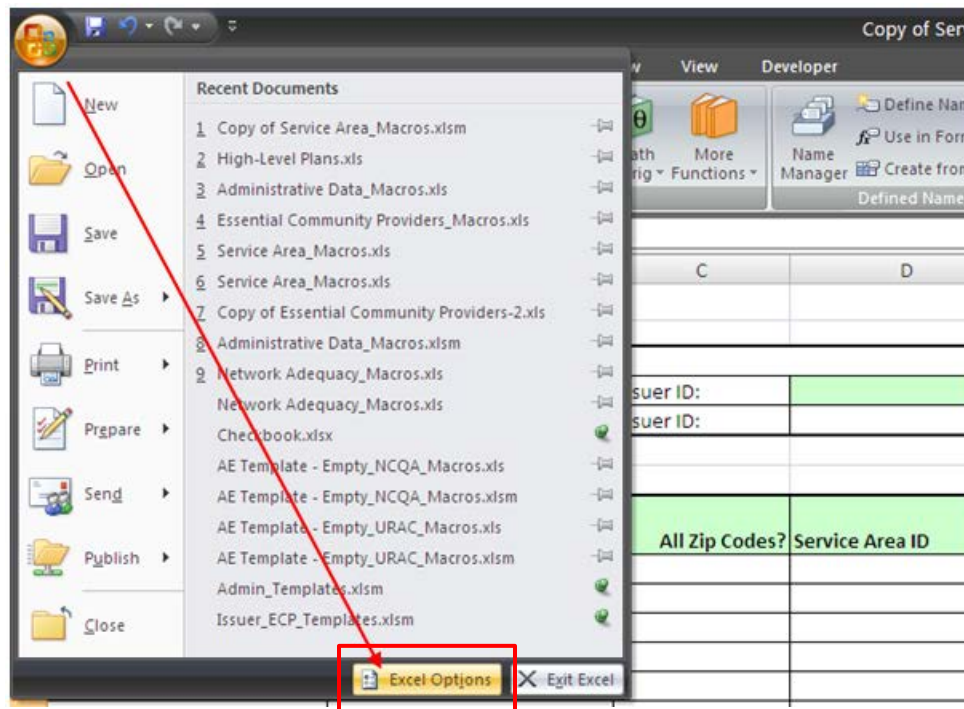 Copy of Ser
View Developer
New
Open
Save
Save As
Print
Prepare
Send
Publish
Close
Recent Documents
1 Copy of Service Area_Macros.xlsm
2 High-Level Plans.xls
3 Administrative Data_Macros.xls
4 Essential Community Providers_Macros.xls
5 Service Area_Macros.xls
6 Service Area_Macros.xls
7 Copy of Essential Community Providers-2.xls
8 Administrative Data_Macros.xlsm
9 Network Adequacy_Macros.xls
Network Adequacy_Macros.xls
Checkbook.xlsx
AE Template - Empty_NCQA_Macros.xls
AE Template - Empty_NCQA_Macros.xlsm
AE Template - Empty_URAC_Macros.xls
AE Template - Empty_URAC_Macros.xlsm
Admin_Templates.xlsm
Issuer_ECP_Templates.xlsm
Excel Options
Exit Excel
θ
ath
rig
More
Functions
Name
Manager
Define Nar
fx Use in Form
Create from
Defined Name
C D
suer ID:
suer ID:
All Zip Codes? Service Area ID